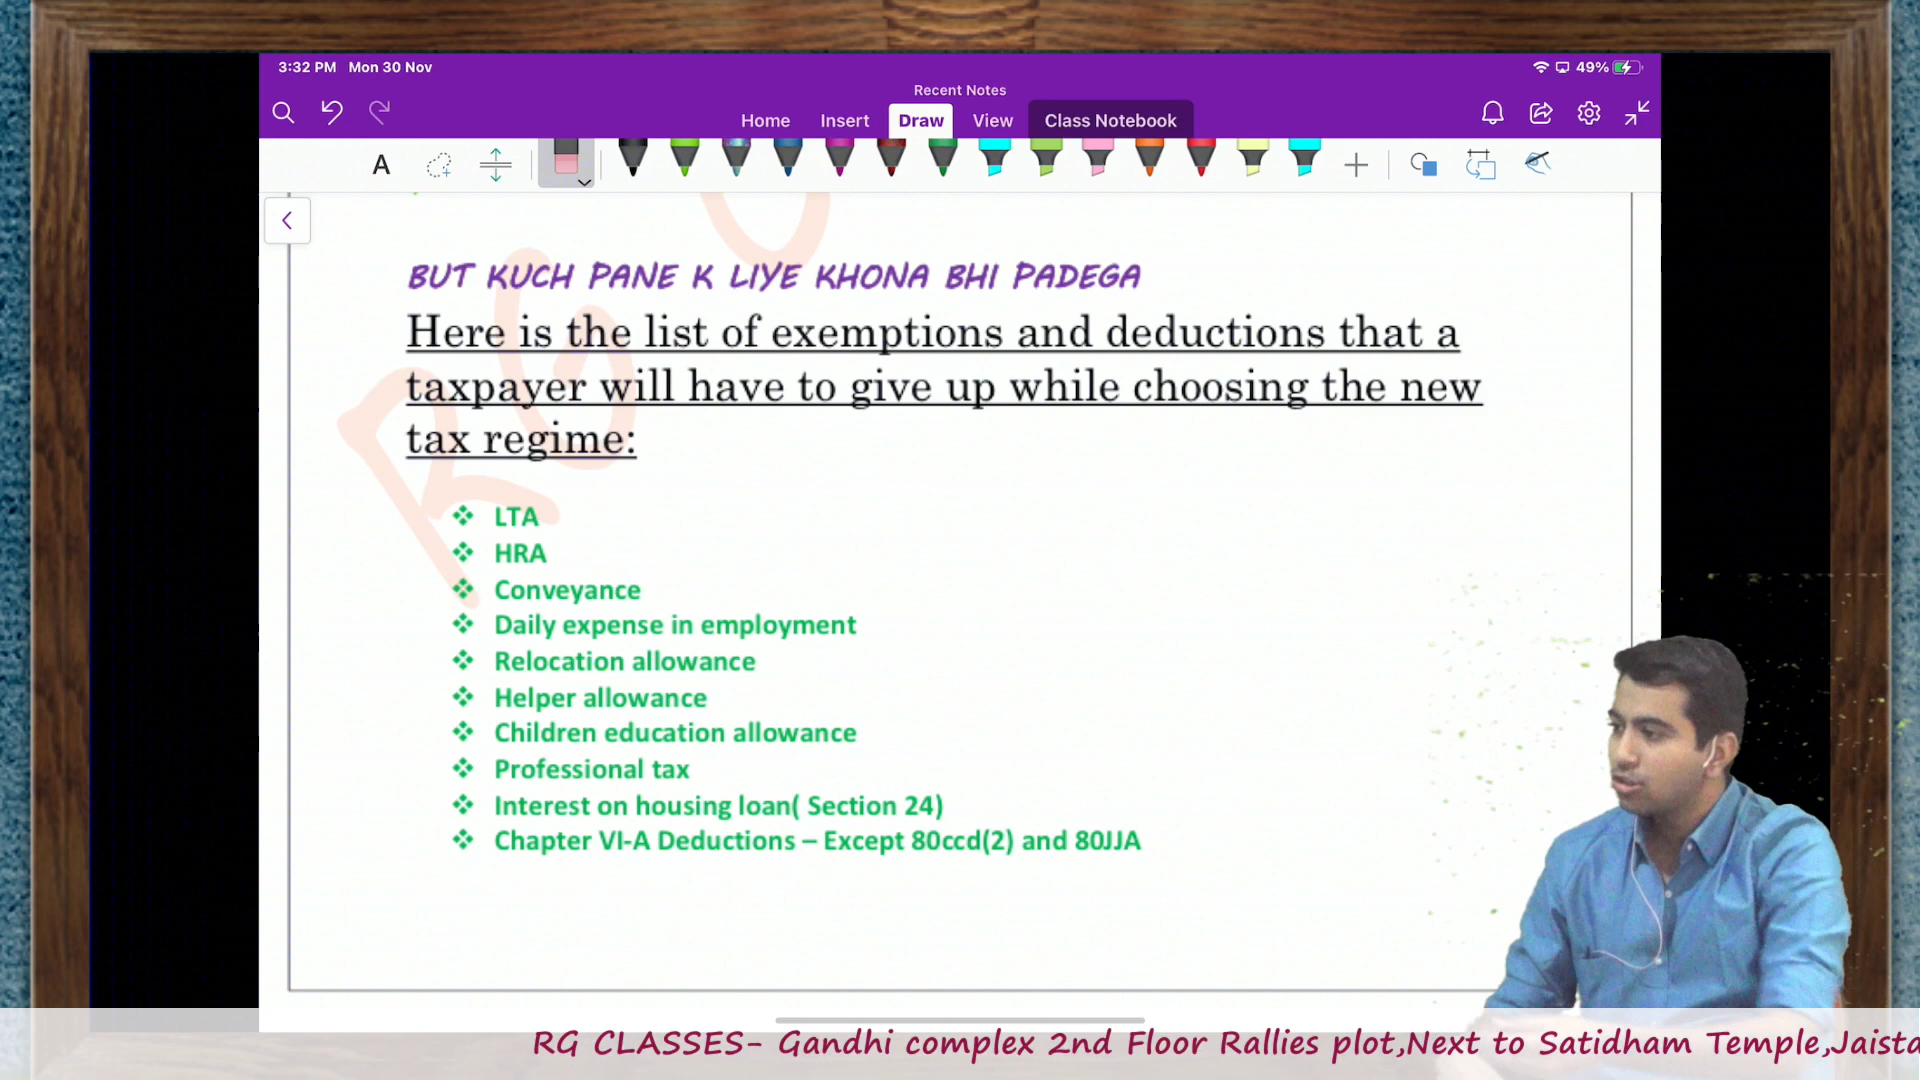 3:32 PM Mon 30 Nov
49%
Recent Notes
Home Insert Draw View Class Notebook
A
BUT KUCH PANE K LIYE KHONA BHI PADEGA
Here is the list of exemptions and deductions that a
taxpayer will have to give up while choosing the new
tax regime:
❖ LTA
❖ HRA
❖ Conveyance
❖ Daily expense in employment
❖ Relocation allowance
❖ Helper allowance
❖ Children education allowance
❖ Professional tax
❖ Interest on housing loan( Section 24)
❖ Chapter VI-A Deductions – Except 80ccd(2) and 80JJA
RG
RG CLASSES- Gandhi complex 2nd Floor Rallies plot,Next to Satidham Temple,Jaista